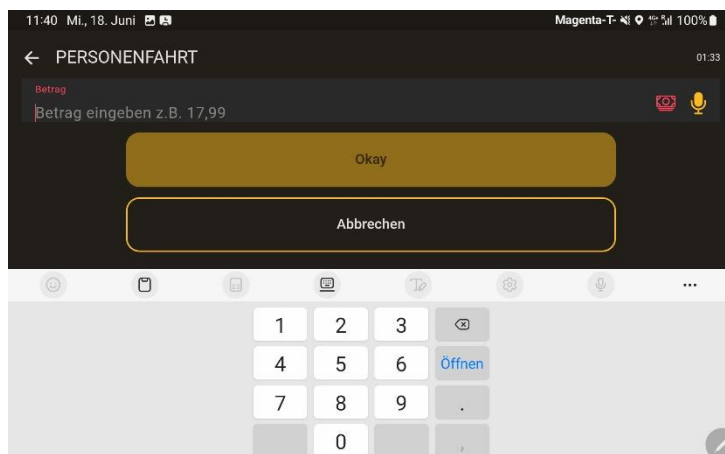 11:40 Mi., 18. Juni
Magenta-T- 100%
← PERSONENFAHRT
01:33
Betrag
Betrag eingeben z.B. 17,99
Okay
Abbrechen
1 2 3
4 5 6 Öffnen
7 8 9 .
0 ,